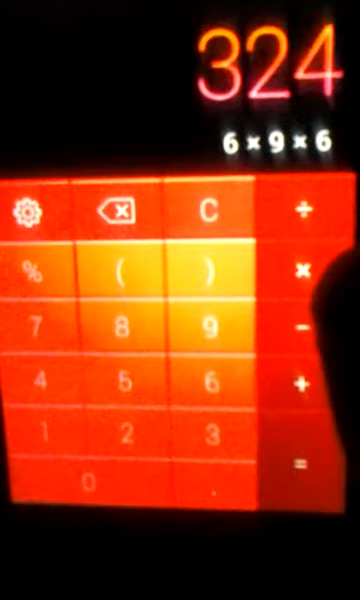 324
6×9×6
C ÷
% ( ) ×
7 8 9 -
4 5 6 +
1 2 3
0 . =